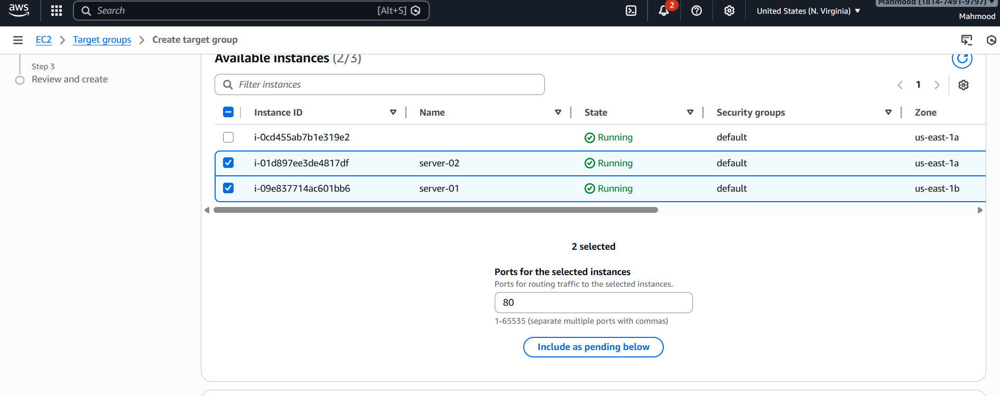 aws
Search [Alt+S]
2
United States (N. Virginia)
Mahmood (1814-7491-9797)
Mahmood
EC2 Target groups Create target group
Step 3
Review and create
Available instances (2/3)
Filter instances
1
Instance ID Name State Security groups Zone
i-0cd455ab7b1e319e2 Running default us-east-1a
i-01d897ee3de4817df server-02 Running default us-east-1a
i-09e837714ac601bb6 server-01 Running default us-east-1b
2 selected
Ports for the selected instances
Ports for routing traffic to the selected instances.
80
1-65535 (separate multiple ports with commas)
Include as pending below